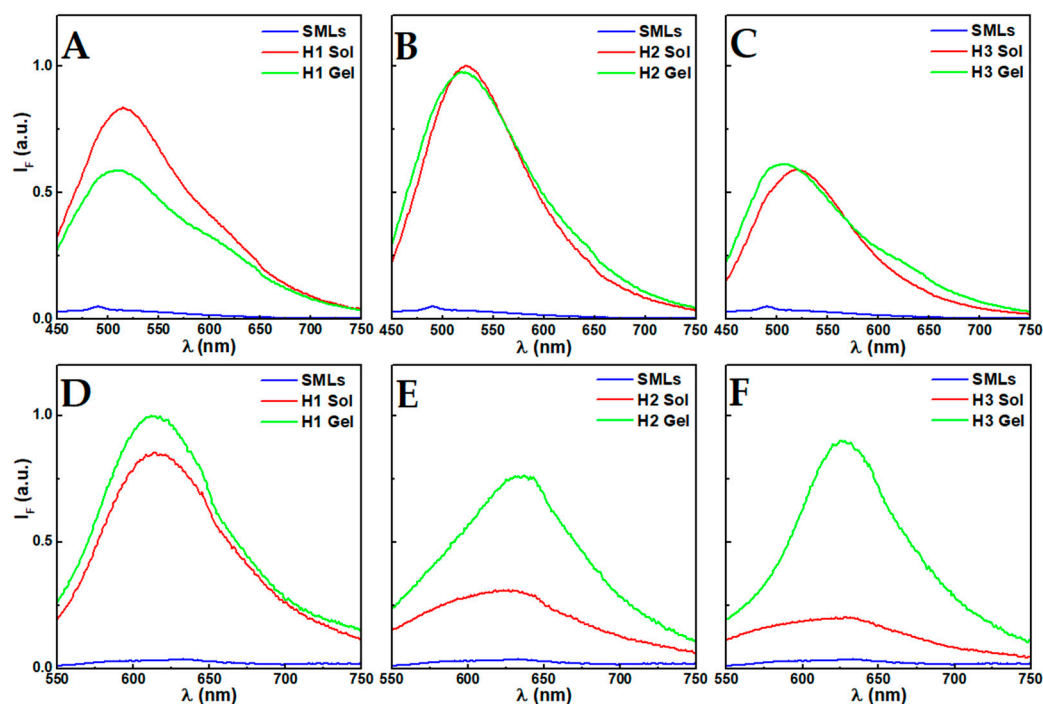 A
SMLs
H1 Sol
H1 Gel
B
SMLs
H2 Sol
H2 Gel
C
SMLs
H3 Sol
H3 Gel
1.0
0.5
0.0
IF (a.u.)
450 500 550 600 650 700 750
450 500 550 600 650 700 750
450 500 550 600 650 700 750
λ (nm)
λ (nm)
λ (nm)
D
SMLs
H1 Sol
H1 Gel
E
SMLs
H2 Sol
H2 Gel
F
SMLs
H3 Sol
H3 Gel
1.0
0.5
0.0
IF (a.u.)
550 600 650 700 750
550 600 650 700 750
550 600 650 700 750
λ (nm)
λ (nm)
λ (nm)